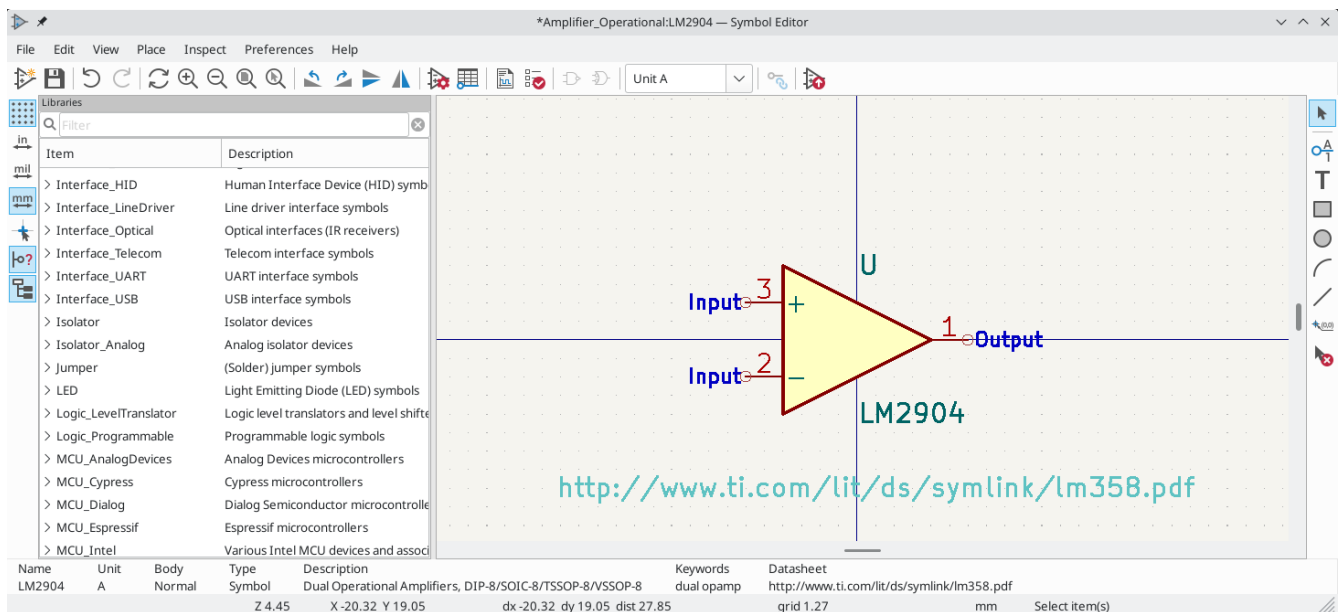 *Amplifier_Operational:LM2904 — Symbol Editor
File Edit View Place Inspect Preferences Help
Unit A
Libraries
in
Filter
Item Description
mil
Interface_HID Human Interface Device (HID) symb
mm
Interface_LineDriver Line driver interface symbols
Interface_Optical Optical interfaces (IR receivers)
Interface_Telecom Telecom interface symbols
Interface_UART UART interface symbols
Interface_USB USB interface symbols
Isolator Isolator devices
Isolator_Analog Analog isolator devices
Jumper (Solder) jumper symbols
LED Light Emitting Diode (LED) symbols
Logic_LevelTranslator Logic level translators and level shifte
Logic_Programmable Programmable logic symbols
MCU_AnalogDevices Analog Devices microcontrollers
MCU_Cypress Cypress microcontrollers
MCU_Dialog Dialog Semiconductor microcontrolle
MCU_Espressif Espressif microcontrollers
MCU_Intel Various Intel MCU devices and associ
U
Input 3 +
1 Output
Input 2 −
LM2904
http://www.ti.com/lit/ds/symlink/lm358.pdf
A
1
T
(0,0)
Name Unit Body Type Description Keywords Datasheet
LM2904 A Normal Symbol Dual Operational Amplifiers, DIP-8/SOIC-8/TSSOP-8/VSSOP-8 dual opamp http://www.ti.com/lit/ds/symlink/lm358.pdf
Z 4.45 X -20.32 Y 19.05 dx -20.32 dy 19.05 dist 27.85 grid 1.27 mm Select item(s)